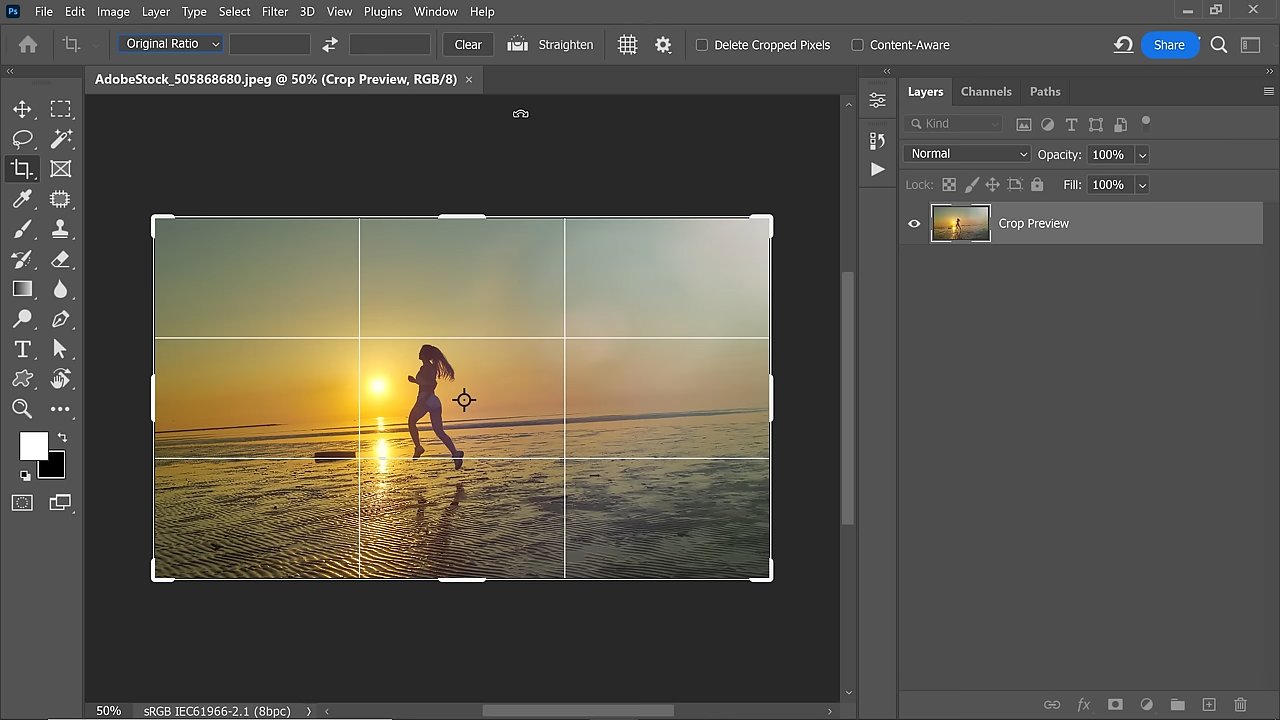 Ps File Edit Image Layer Type Select Filter 3D View Plugins Window Help
Original Ratio Clear Straighten Delete Cropped Pixels Content-Aware Share
AdobeStock_505868680.jpeg @ 50% (Crop Preview, RGB/8) ×
Layers Channels Paths
Kind
Normal Opacity: 100%
Lock: Fill: 100%
Crop Preview
50% sRGB IEC61966-2.1 (8bpc)